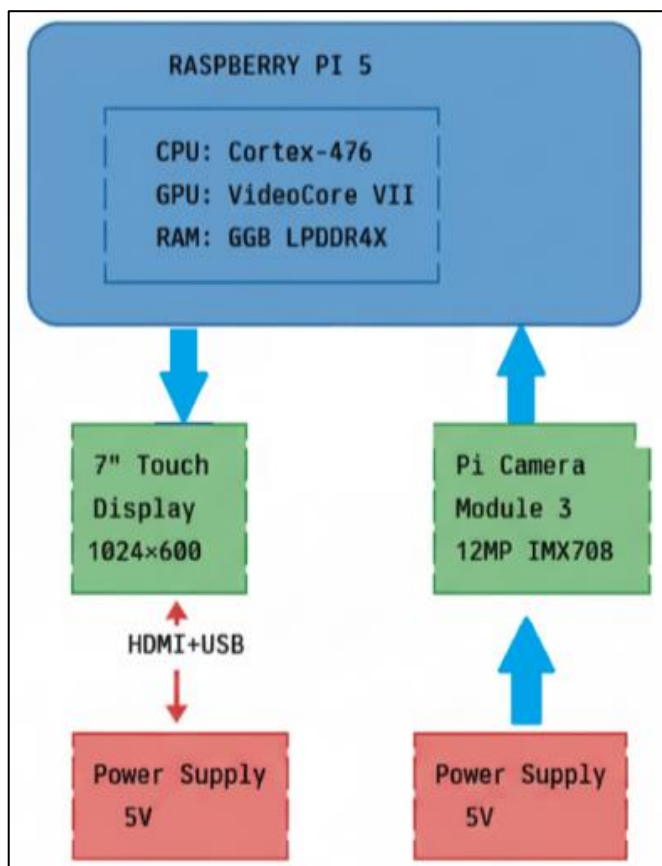 RASPBERRY PI 5
CPU: Cortex-476
GPU: VideoCore VII
RAM: GGB LPDDR4X
7" Touch
Display
1024×600
Pi Camera
Module 3
12MP IMX708
HDMI+USB
Power Supply
5V
Power Supply
5V